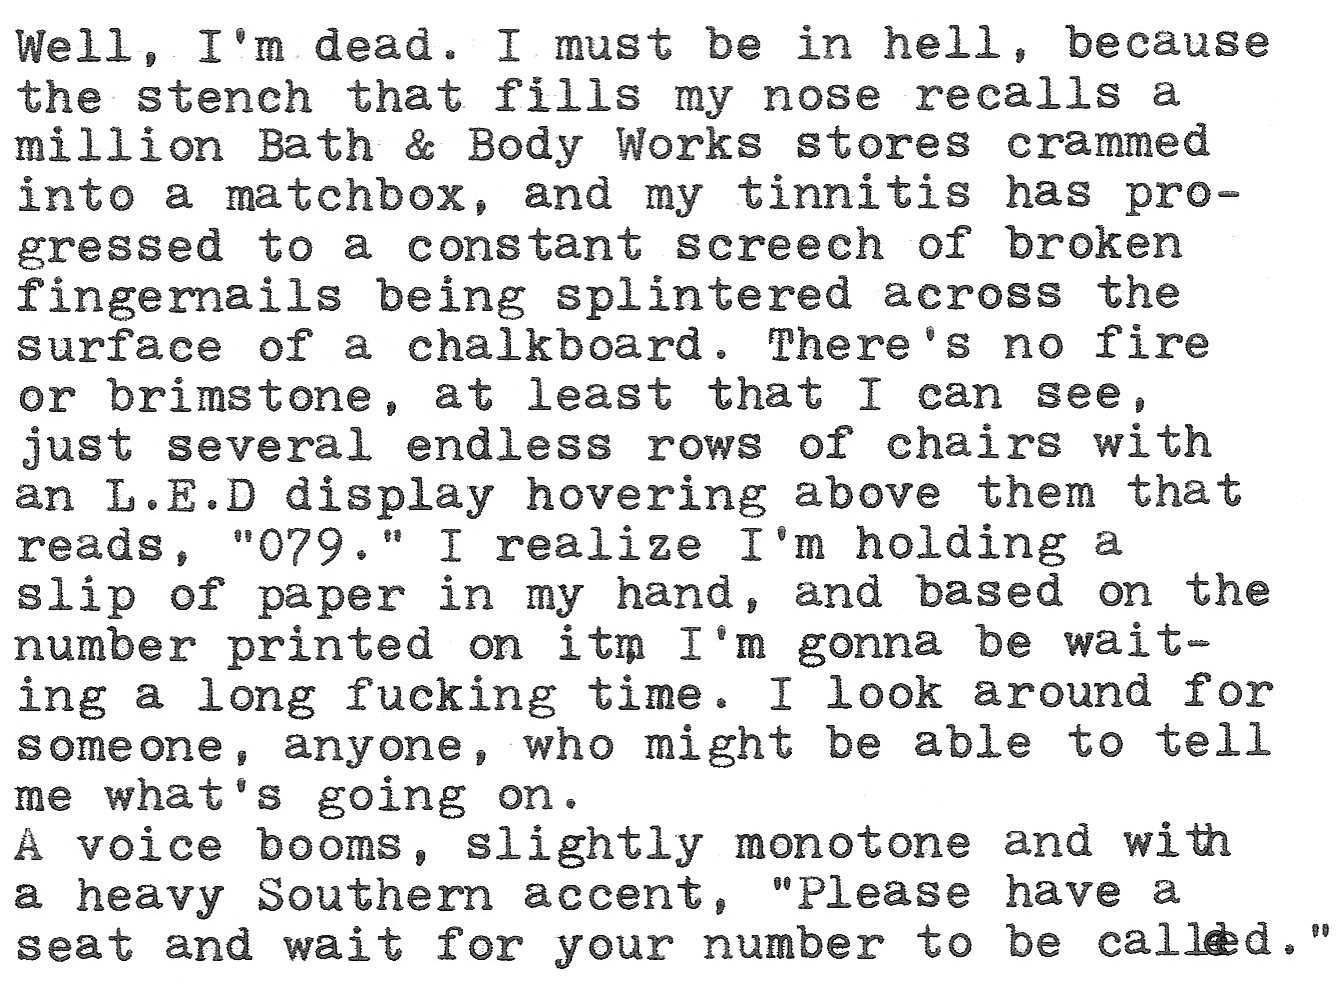 Well, I'm dead. I must be in hell, because
the stench that fills my nose recalls a
million Bath & Body Works stores crammed
into a matchbox, and my tinnitis has pro-
gressed to a constant screech of broken
fingernails being splintered across the
surface of a chalkboard. There's no fire
or brimstone, at least that I can see,
just several endless rows of chairs with
an L.E.D display hovering above them that
reads, "079." I realize I'm holding a
slip of paper in my hand, and based on the
number printed on it, I'm gonna be wait-
ing a long fucking time. I look around for
someone, anyone, who might be able to tell
me what's going on.
A voice booms, slightly monotone and with
a heavy Southern accent, "Please have a
seat and wait for your number to be called."